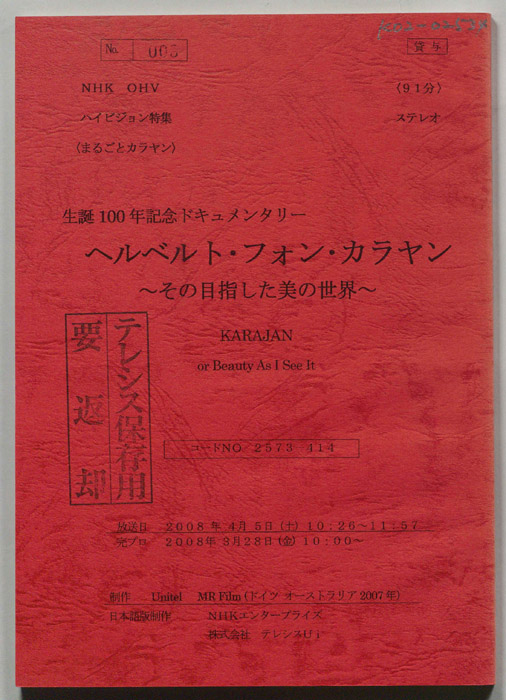 No. 003
貸与
NHK OHV
(91分)
ハイビジョン特集
ステレオ
(まるごとカラヤン)
生誕100年記念ドキュメンタリー
ヘルベルト・フォン・カラヤン
~その目指した美の世界~
KARAJAN
or Beauty As I See It
テレシス保存用
要返却
コードNO 2573-414
放送日 2008年4月5日(土)10:26~11:57
完プロ 2008年3月28日(金)10:00~
制作 Unitel MR Film(ドイツ オーストラリア2007年)
日本語版制作 NHKエンタープライズ
株式会社 テレシスUi